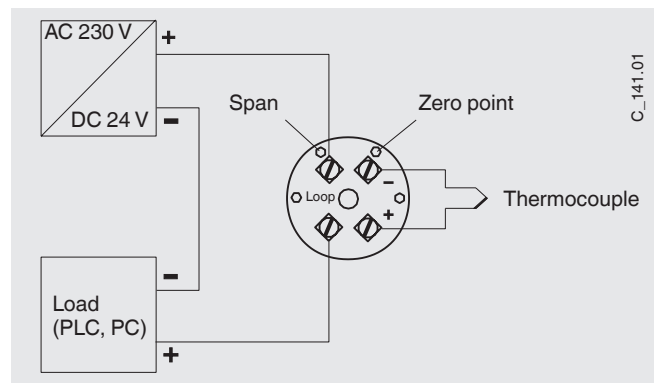 AC 230 V
+
DC 24 V
−
Span
Zero point
C_141.01
Loop
−
+
Thermocouple
−
Load
(PLC, PC)
+